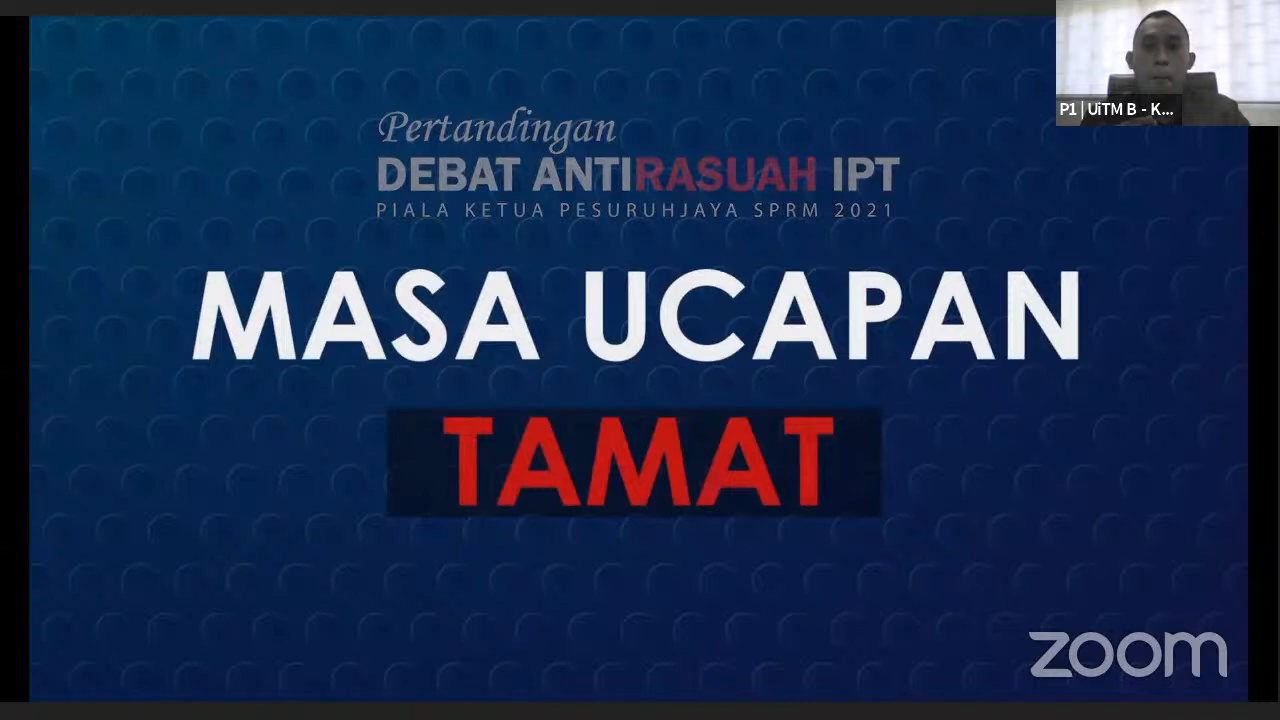 P1 | UiTM B - K...
Pertandingan
DEBAT ANTIRASUAH IPT
PIALA KETUA PESURUHJAYA SPRM 2021
MASA UCAPAN
TAMAT
zoom